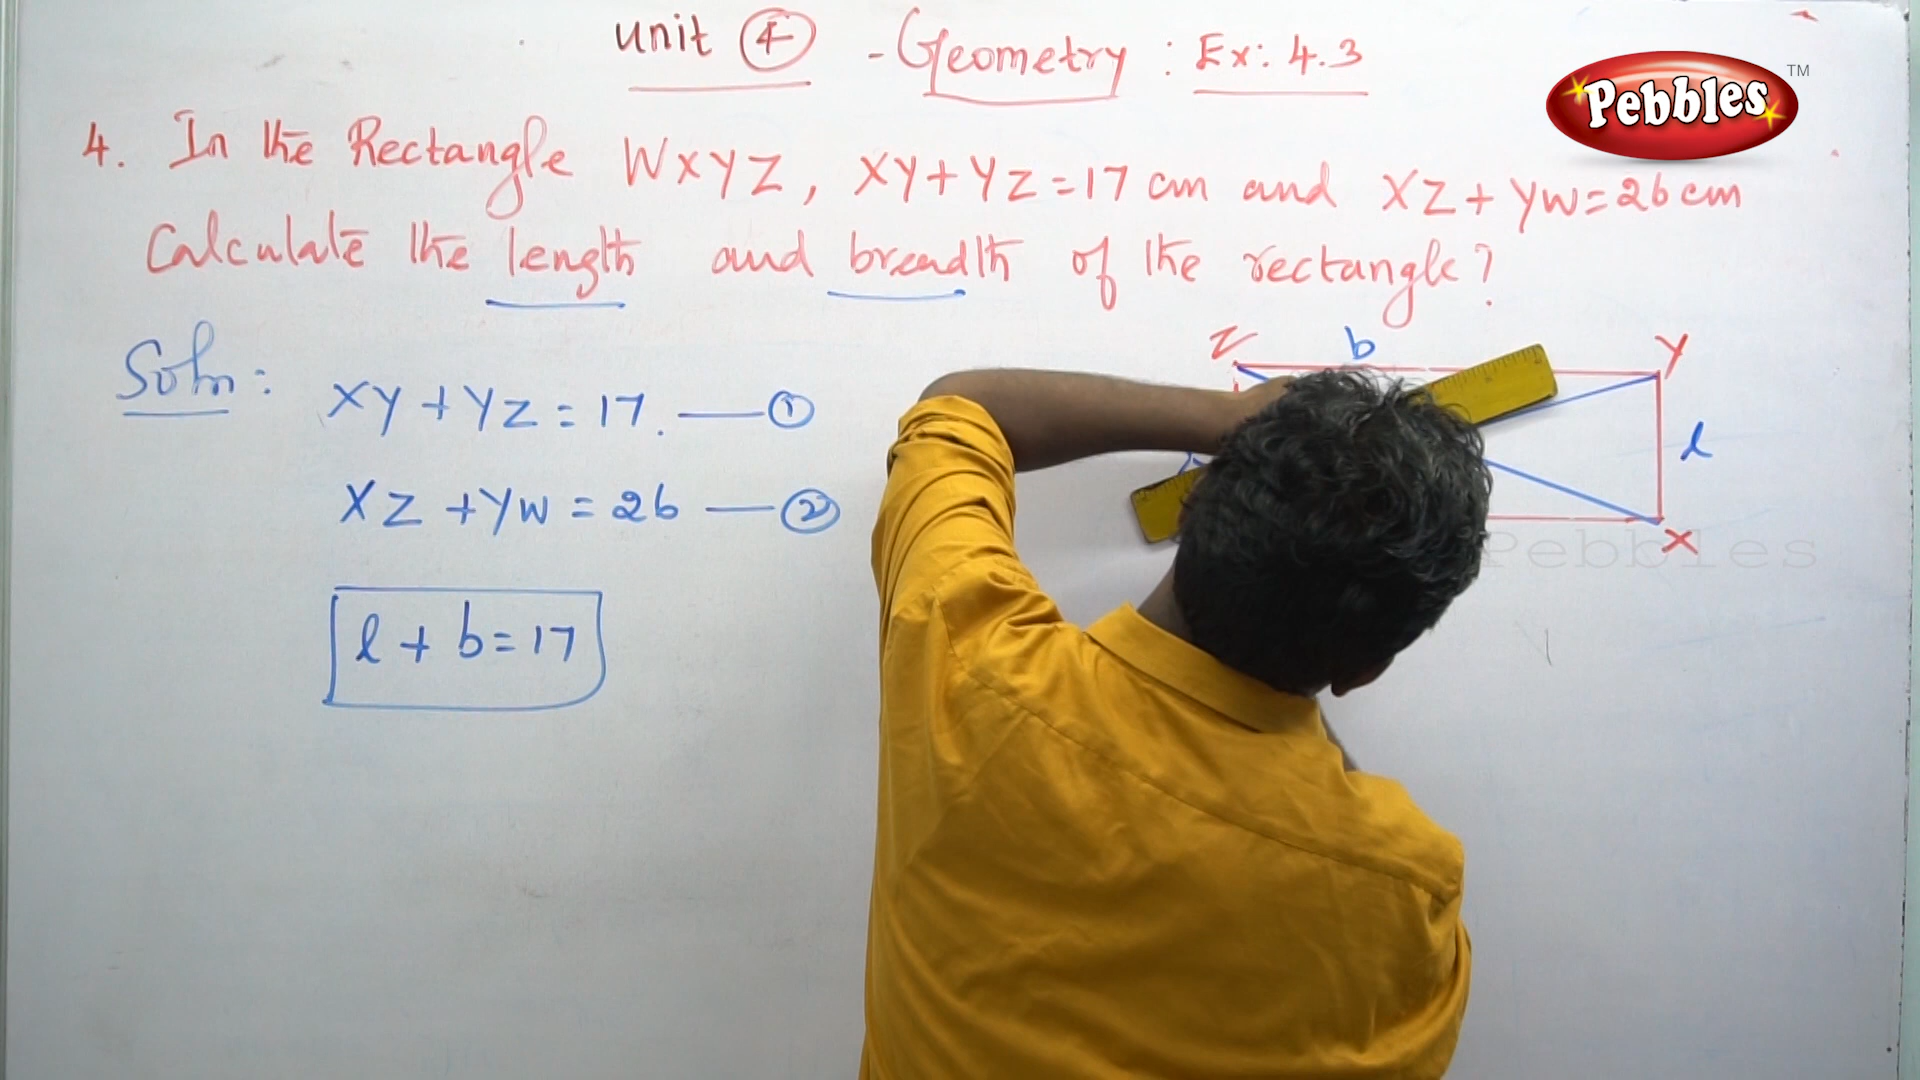 unit 4 - Geometry : Ex: 4.3
Pebbles TM
4. In the Rectangle WXYZ, XY+YZ=17 cm and XZ+YW=26cm
Calculate the length and breadth of the rectangle?
Soln: XY+YZ=17. — 1
XZ+YW=26 — 2
l+b=17
Z b Y
l
X
Pebbles